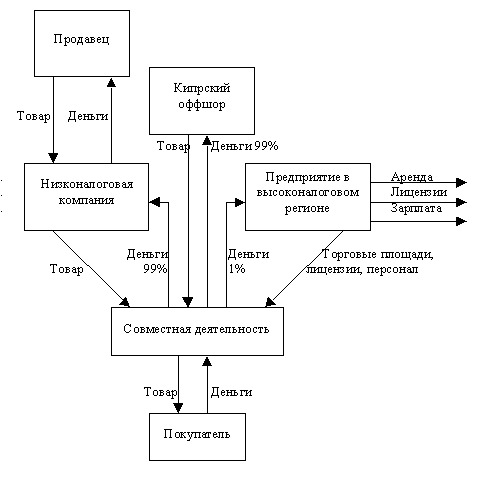 Продавец
Кипрский
оффшор
Товар
Деньги
Товар
Деньги 99%
Низконалоговая
компания
Предприятие в
высоконалоговом
регионе
Аренда
Лицензии
Зарплата
Товар
Деньги
99%
Деньги
1%
Торговые площади,
лицензии, персонал
Совместная деятельность
Товар
Деньги
Покупатель